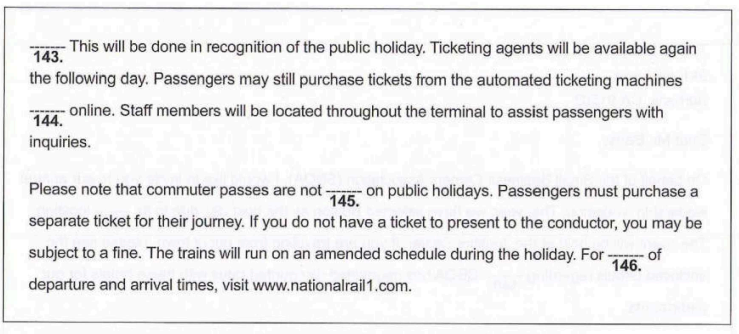 ------- This will be done in recognition of the public holiday. Ticketing agents will be available again
143.
the following day. Passengers may still purchase tickets from the automated ticketing machines
------- online. Staff members will be located throughout the terminal to assist passengers with
144.
inquiries.
Please note that commuter passes are not ------- on public holidays. Passengers must purchase a
145.
separate ticket for their journey. If you do not have a ticket to present to the conductor, you may be
subject to a fine. The trains will run on an amended schedule during the holiday. For ------- of
146.
departure and arrival times, visit www.nationalrail1.com.